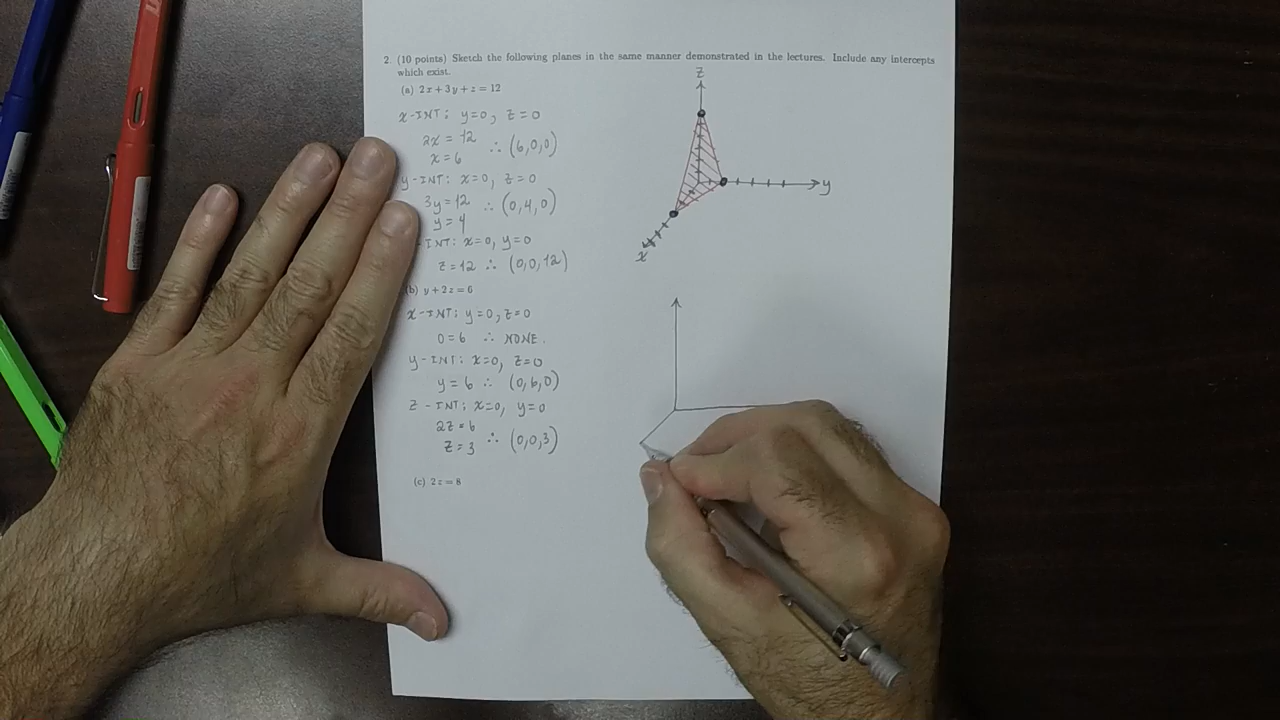 2. (10 points) Sketch the following planes in the same manner demonstrated in the lectures. Include any intercepts
which exist.
(a) 2x + 3y + z = 12
x-INT: y=0, z=0
2x = 12
x = 6 ∴ (6,0,0)
y-INT: x=0, z=0
3y = 12 ∴ (0,4,0)
y = 4
-INT: x=0, y=0
z = 12 ∴ (0,0,12)
(b) y + 2z = 6
x-INT: y=0, z=0
0=6 ∴ NONE.
y-INT: x=0, z=0
y = 6 ∴ (0,6,0)
z-INT: x=0, y=0
2z = 6
z = 3 ∴ (0,0,3)
(c) 2z = 8
z
y
x